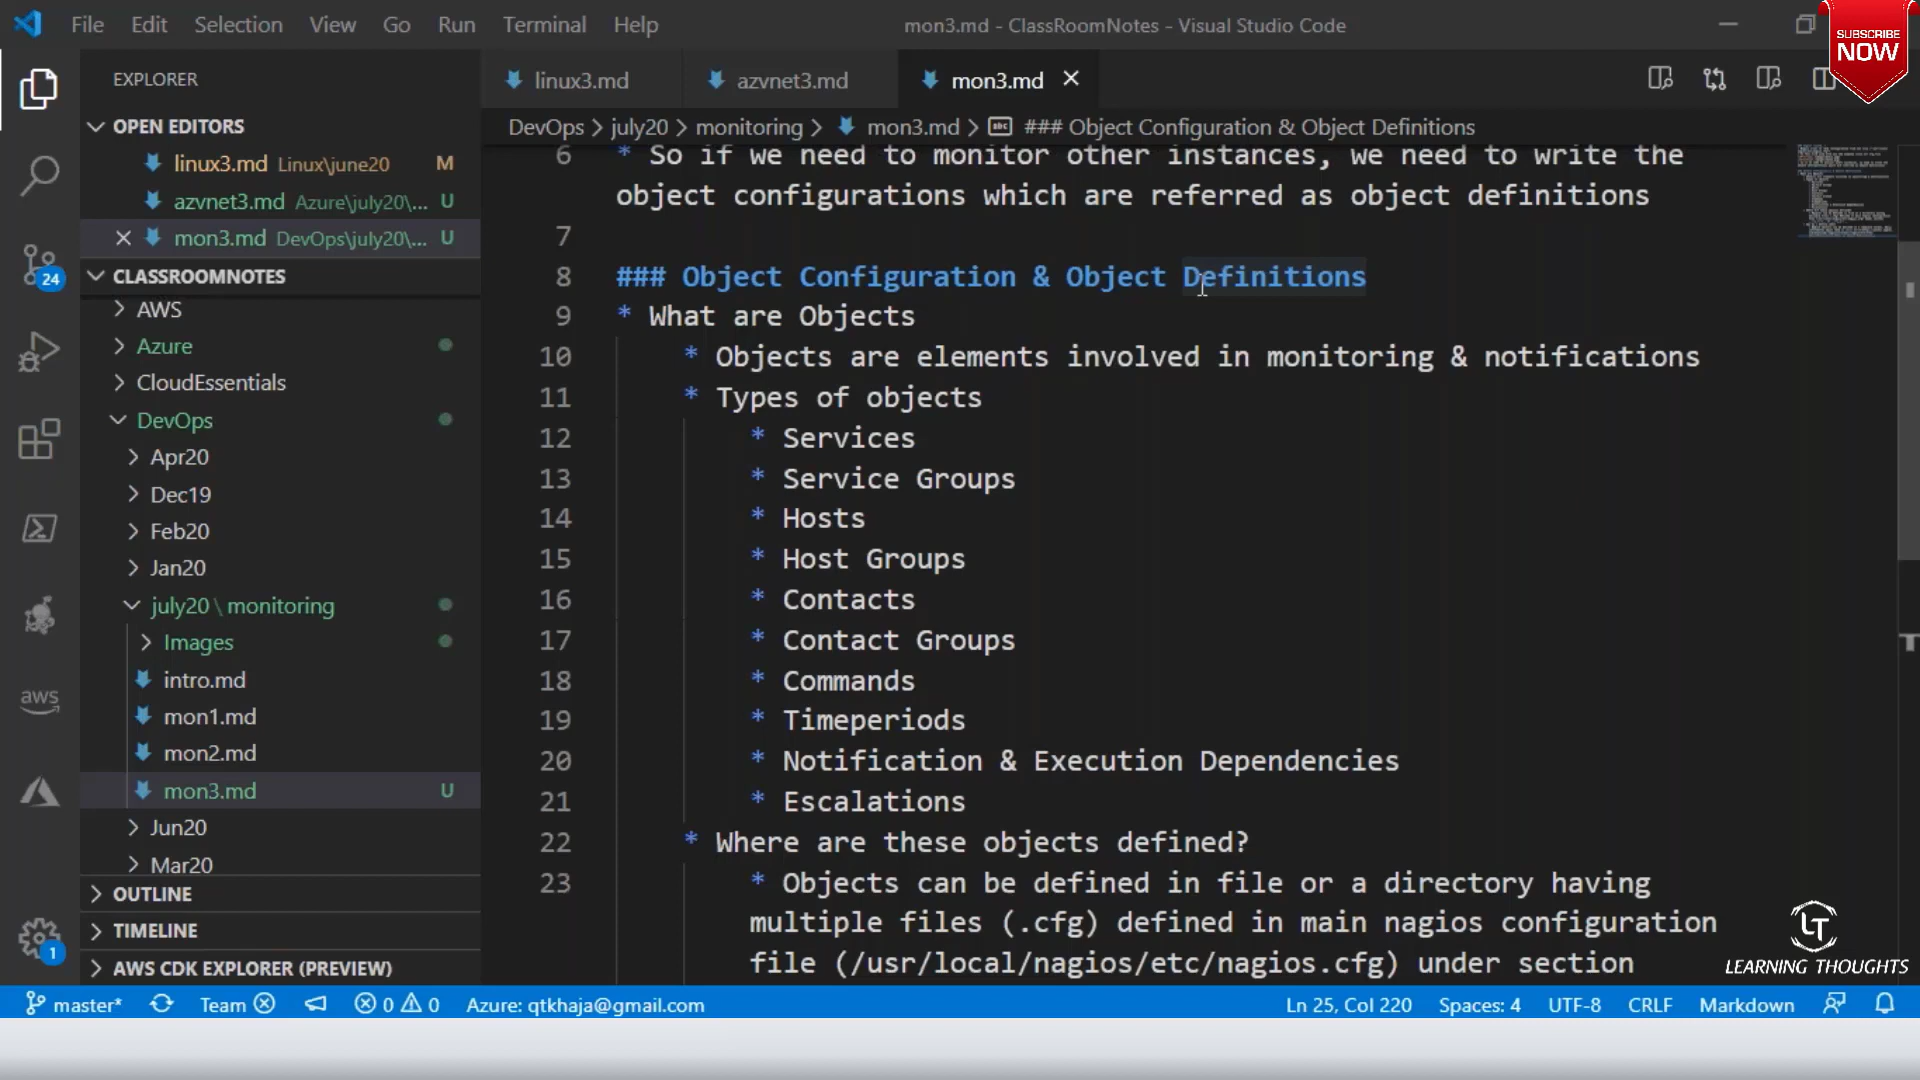 File Edit Selection View Go Run Terminal Help
mon3.md - ClassRoomNotes - Visual Studio Code
SUBSCRIBE
NOW
EXPLORER
linux3.md
azvnet3.md
mon3.md
OPEN EDITORS
linux3.md Linux\june20 M
azvnet3.md Azure\july20\... U
mon3.md DevOps\july20\... U
CLASSROOMNOTES
AWS
Azure
CloudEssentials
DevOps
Apr20
Dec19
Feb20
Jan20
july20 \ monitoring
Images
intro.md
mon1.md
mon2.md
mon3.md U
Jun20
Mar20
OUTLINE
TIMELINE
AWS CDK EXPLORER (PREVIEW)
24
aws
1
DevOps > july20 > monitoring > mon3.md > abc ### Object Configuration & Object Definitions
6 * So if we need to monitor other instances, we need to write the
object configurations which are referred as object definitions
7
8 ### Object Configuration & Object Definitions
9 * What are Objects
10 * Objects are elements involved in monitoring & notifications
11 * Types of objects
12 * Services
13 * Service Groups
14 * Hosts
15 * Host Groups
16 * Contacts
17 * Contact Groups
18 * Commands
19 * Timeperiods
20 * Notification & Execution Dependencies
21 * Escalations
22 * Where are these objects defined?
23 * Objects can be defined in file or a directory having
multiple files (.cfg) defined in main nagios configuration
file (/usr/local/nagios/etc/nagios.cfg) under section
LT
LEARNING THOUGHTS
master* Team 0 0 Azure: qtkhaja@gmail.com Ln 25, Col 220 Spaces: 4 UTF-8 CRLF Markdown